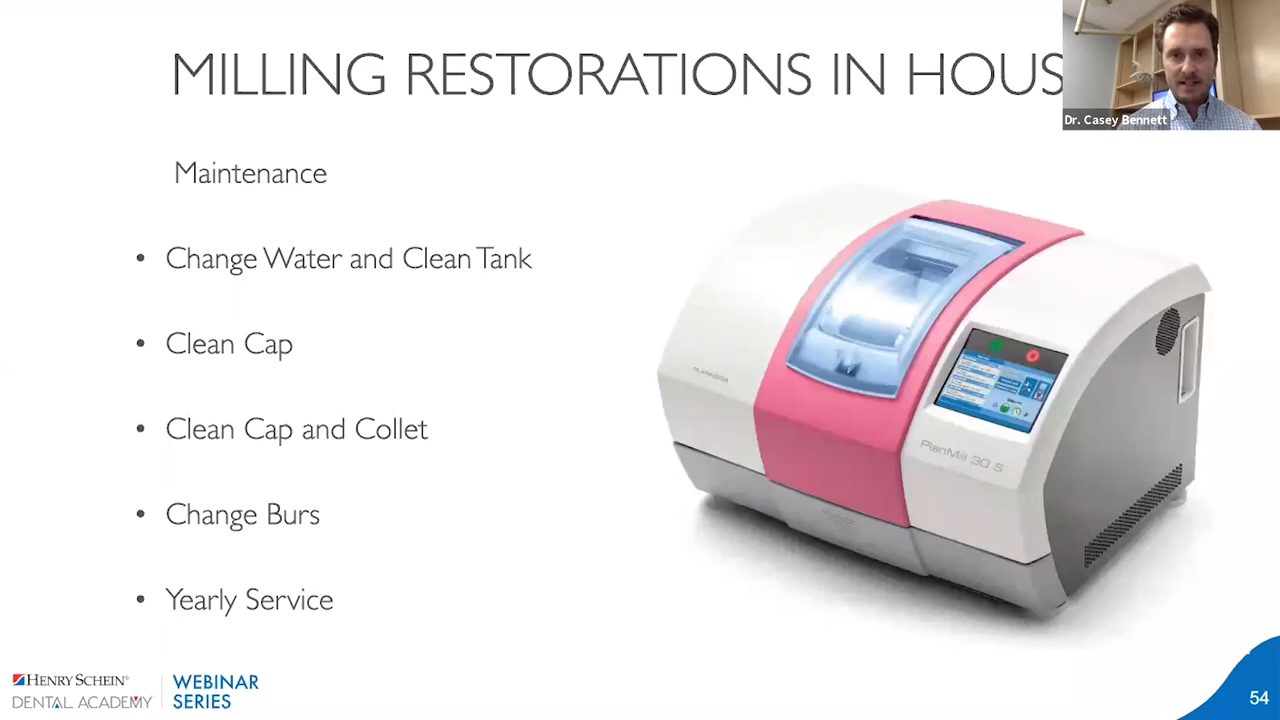 MILLING RESTORATIONS IN HOUS
Dr. Casey Bennett
Maintenance
• Change Water and Clean Tank
• Clean Cap
• Clean Cap and Collet
• Change Burs
• Yearly Service
PLANMECA
PlanMill 30 S
HENRY SCHEIN®
DENTAL ACADEMY
WEBINAR
SERIES
54